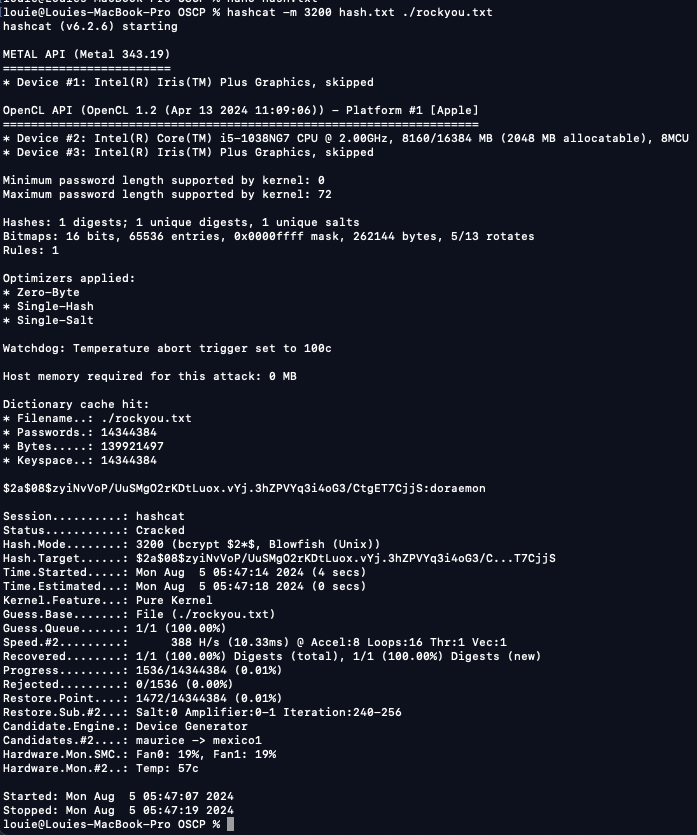 louie@Louies-MacBook-Pro OSCP % hashcat -m 3200 hash.txt ./rockyou.txt
hashcat (v6.2.6) starting
METAL API (Metal 343.19)
========================
* Device #1: Intel(R) Iris(TM) Plus Graphics, skipped
OpenCL API (OpenCL 1.2 (Apr 13 2024 11:09:06)) - Platform #1 [Apple]
====================================================================
* Device #2: Intel(R) Core(TM) i5-1038NG7 CPU @ 2.00GHz, 8160/16384 MB (2048 MB allocatable), 8MCU
* Device #3: Intel(R) Iris(TM) Plus Graphics, skipped
Minimum password length supported by kernel: 0
Maximum password length supported by kernel: 72
Hashes: 1 digests; 1 unique digests, 1 unique salts
Bitmaps: 16 bits, 65536 entries, 0x0000ffff mask, 262144 bytes, 5/13 rotates
Rules: 1
Optimizers applied:
* Zero-Byte
* Single-Hash
* Single-Salt
Watchdog: Temperature abort trigger set to 100c
Host memory required for this attack: 0 MB
Dictionary cache hit:
* Filename..: ./rockyou.txt
* Passwords.: 14344384
* Bytes.....: 139921497
* Keyspace..: 14344384
$2a$08$zyiNvVoP/UuSMgO2rKDtLuox.vYj.3hZPVYq3i4oG3/CtgET7CjjS:doraemon
Session..........: hashcat
Status...........: Cracked
Hash.Mode........: 3200 (bcrypt $2*$, Blowfish (Unix))
Hash.Target......: $2a$08$zyiNvVoP/UuSMgO2rKDtLuox.vYj.3hZPVYq3i4oG3/C...T7CjjS
Time.Started.....: Mon Aug  5 05:47:14 2024 (4 secs)
Time.Estimated...: Mon Aug  5 05:47:18 2024 (0 secs)
Kernel.Feature...: Pure Kernel
Guess.Base.......: File (./rockyou.txt)
Guess.Queue......: 1/1 (100.00%)
Speed.#2.........:      388 H/s (10.33ms) @ Accel:8 Loops:16 Thr:1 Vec:1
Recovered........: 1/1 (100.00%) Digests (total), 1/1 (100.00%) Digests (new)
Progress.........: 1536/14344384 (0.01%)
Rejected.........: 0/1536 (0.00%)
Restore.Point....: 1472/14344384 (0.01%)
Restore.Sub.#2...: Salt:0 Amplifier:0-1 Iteration:240-256
Candidate.Engine.: Device Generator
Candidates.#2....: maurice -> mexico1
Hardware.Mon.SMC.: Fan0: 19%, Fan1: 19%
Hardware.Mon.#2..: Temp: 57c
Started: Mon Aug  5 05:47:07 2024
Stopped: Mon Aug  5 05:47:19 2024
louie@Louies-MacBook-Pro OSCP %